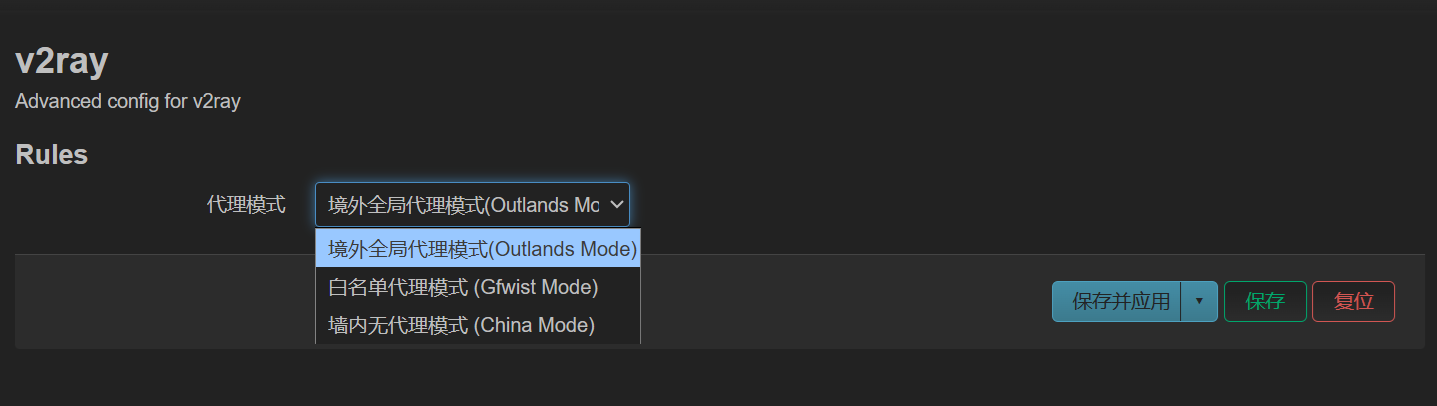 v2ray
Advanced config for v2ray
Rules
代理模式
境外全局代理模式(Outlands Mo
境外全局代理模式(Outlands Mode)
白名单代理模式 (Gfwist Mode)
墙内无代理模式 (China Mode)
保存并应用 ▾ 保存 复位